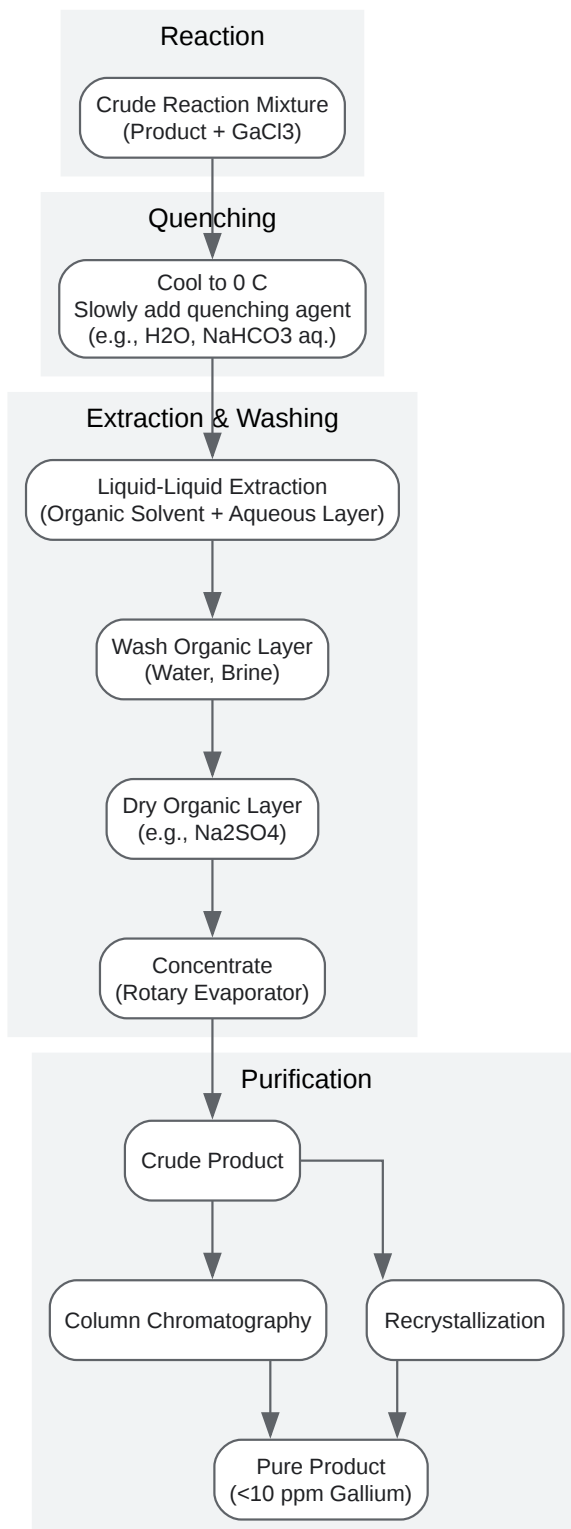 Reaction
Crude Reaction Mixture
(Product + GaCl3)
Quenching
Cool to 0 C
Slowly add quenching agent
(e.g., H2O, NaHCO3 aq.)
Extraction & Washing
Liquid-Liquid Extraction
(Organic Solvent + Aqueous Layer)
Wash Organic Layer
(Water, Brine)
Dry Organic Layer
(e.g., Na2SO4)
Concentrate
(Rotary Evaporator)
Purification
Crude Product
Column Chromatography
Recrystallization
Pure Product
(<10 ppm Gallium)